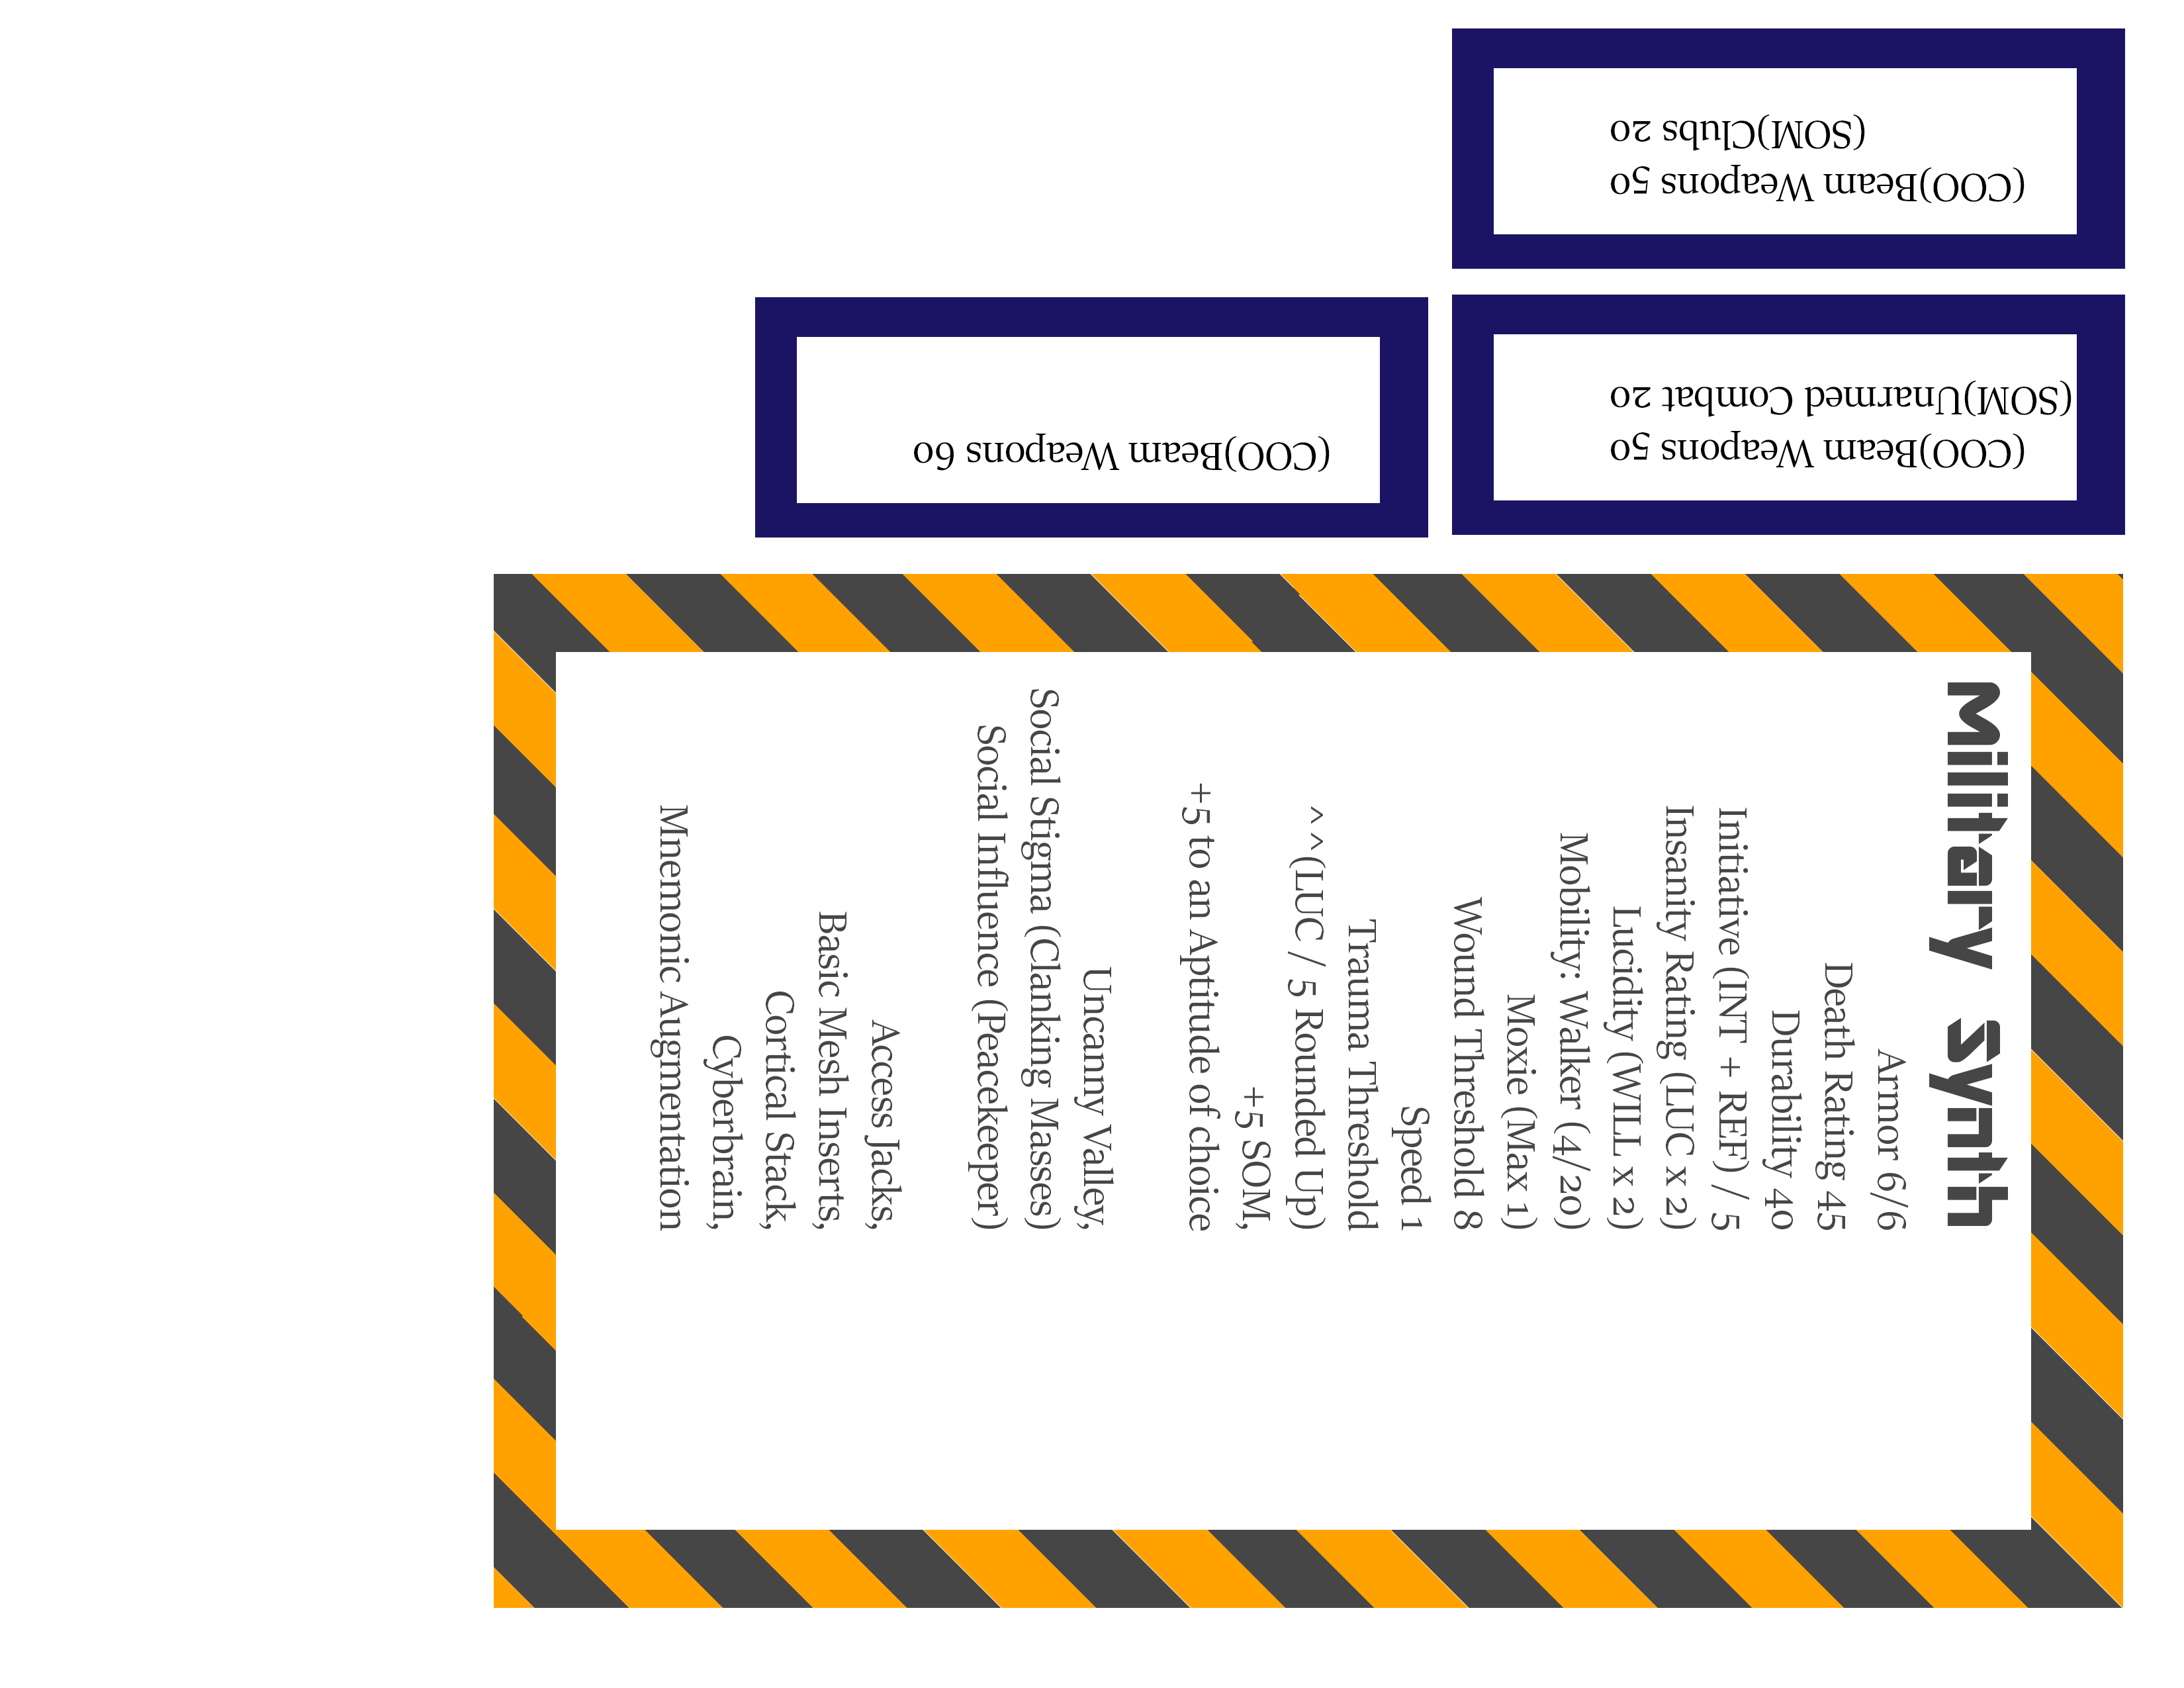 (COO)Beam Weapons 50
(SOM)Clubs 20
(COO)Beam Weapons 50
(SOM)Unarmed Combat 20
(COO)Beam Weapons 60
Military Synth
Armor 6/6
Death Rating 45
Durability 40
Initiative (INT + REF) / 5
Insanity Rating (LUC x 2)
Lucidity (WILL x 2)
Mobility: Walker (4/20)
Moxie (Max 1)
Wound Threshold 8
Speed 1
Trauma Threshold
^^(LUC / 5 Rounded Up)
+5 SOM,
+5 to an Aptitude of choice
Uncanny Valley,
Social Stigma (Clanking Masses)
Social Influence (Peacekeeper)
Access Jacks,
Basic Mesh Inserts,
Cortical Stack,
Cyberbrain,
Mnemonic Augmentation